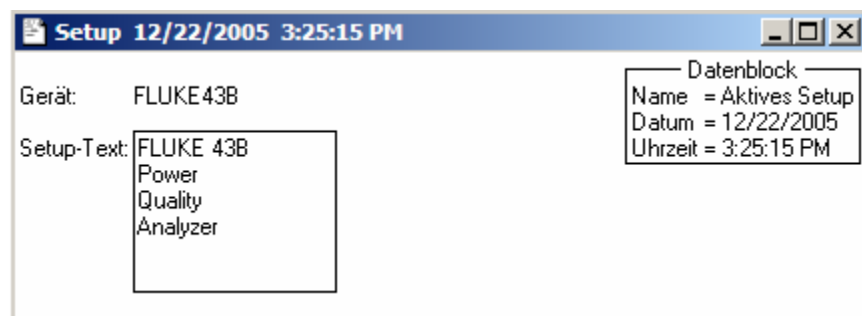 Setup 12/22/2005 3:25:15 PM
Datenblock
Name = Aktives Setup
Datum = 12/22/2005
Uhrzeit = 3:25:15 PM
Gerät: FLUKE43B
Setup-Text: FLUKE 43B
Power
Quality
Analyzer